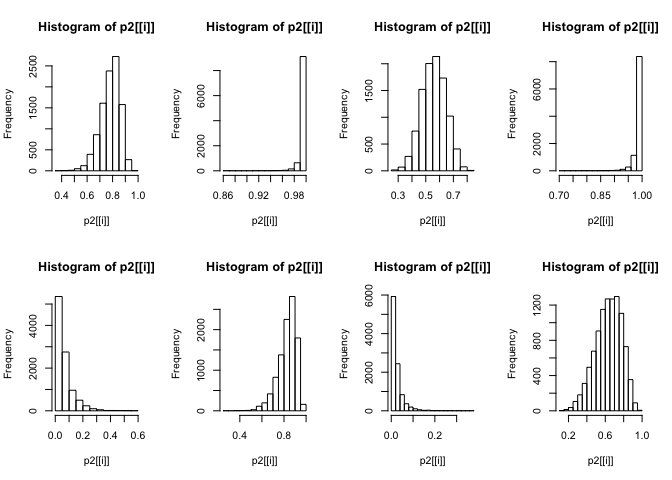 Histogram of p2[[i]]
Frequency
0 500 1500 2500
0.4 0.6 0.8 1.0
p2[[i]]
Histogram of p2[[i]]
Frequency
0 2000 6000
0.86 0.92 0.98
p2[[i]]
Histogram of p2[[i]]
Frequency
0 500 1500
0.3 0.5 0.7
p2[[i]]
Histogram of p2[[i]]
Frequency
0 2000 6000
0.70 0.85 1.00
p2[[i]]
Histogram of p2[[i]]
Frequency
0 2000 4000
0.0 0.2 0.4 0.6
p2[[i]]
Histogram of p2[[i]]
Frequency
0 1000 2000
0.4 0.8
p2[[i]]
Histogram of p2[[i]]
Frequency
0 2000 4000 6000
0.0 0.2
p2[[i]]
Histogram of p2[[i]]
Frequency
0 400 800 1200
0.2 0.6 1.0
p2[[i]]